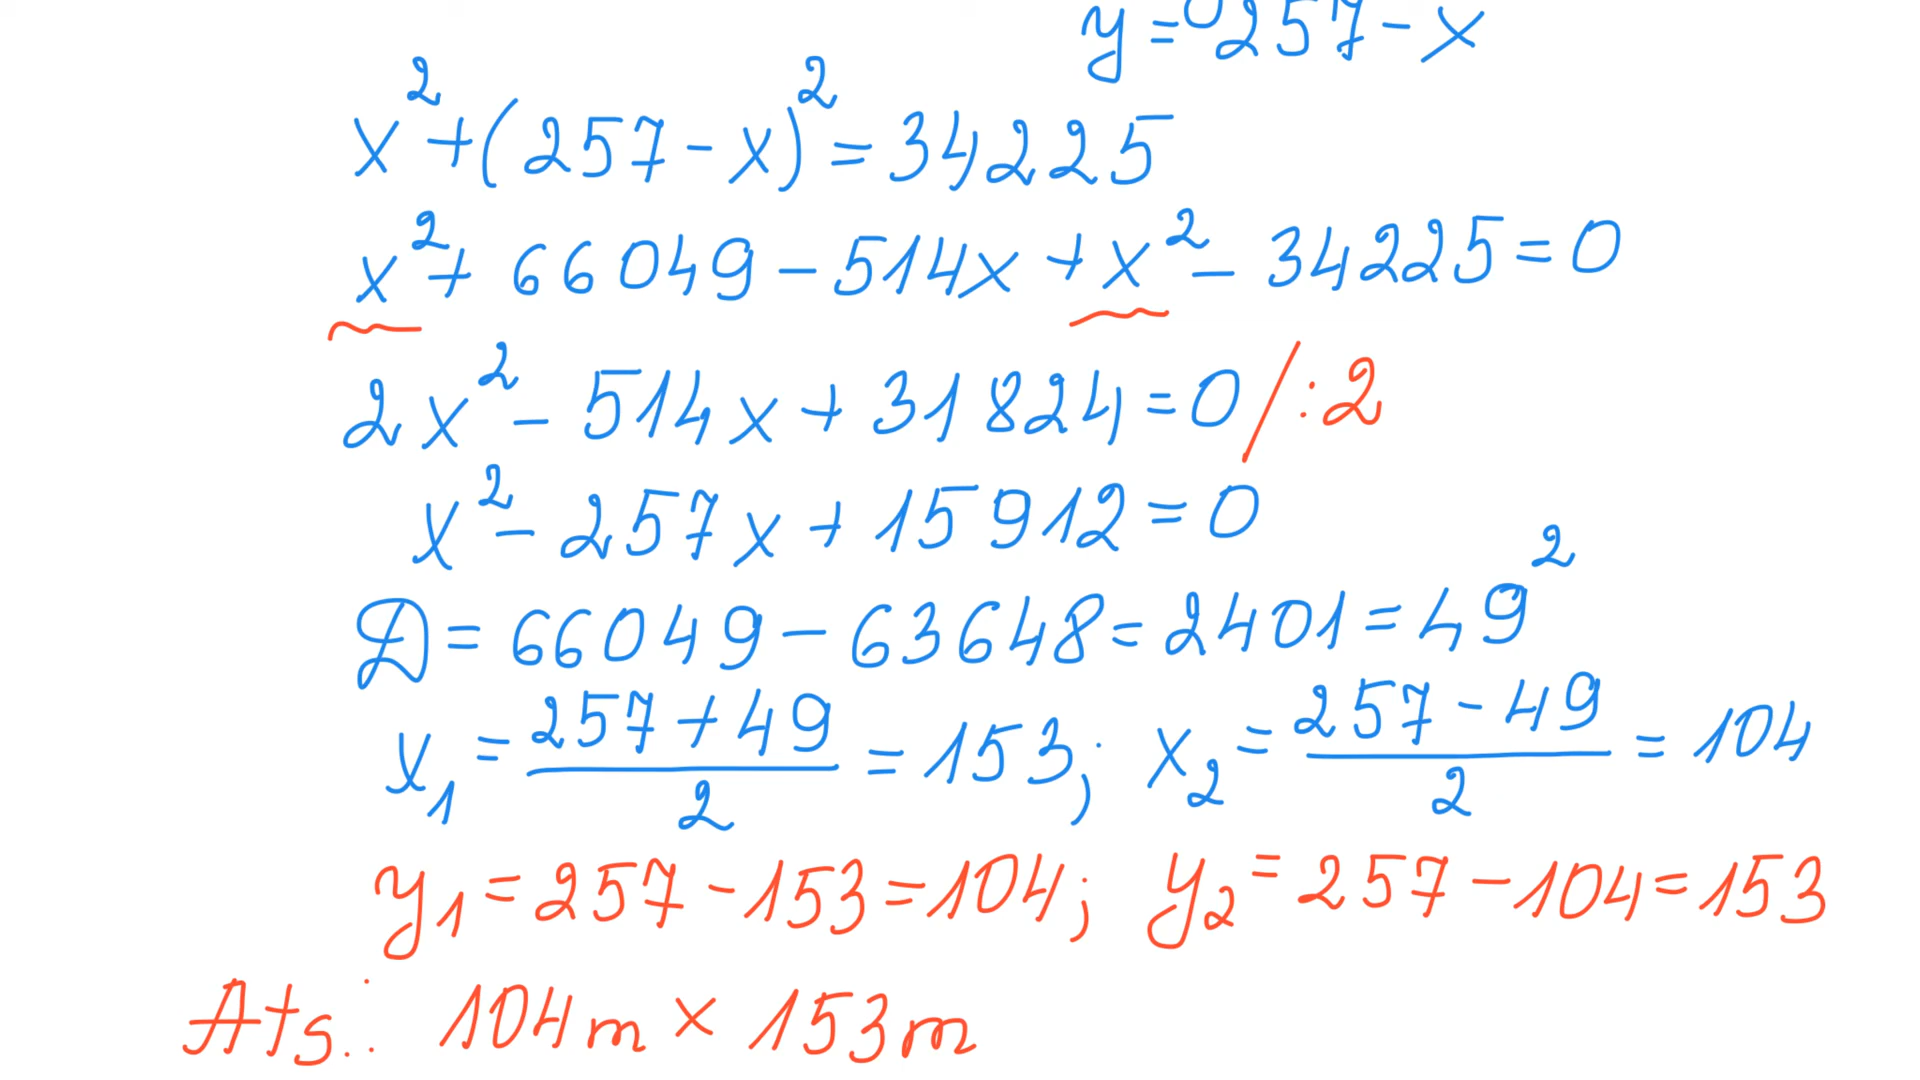 y = 257 - x
x² + (257 - x)² = 34225
x² + 66049 - 514x + x² - 34225 = 0
2x² - 514x + 31824 = 0 /:2
x² - 257x + 15912 = 0
D = 66049 - 63648 = 2401 = 49²
x₁ = (257 + 49)/2 = 153; x₂ = (257 - 49)/2 = 104
y₁ = 257 - 153 = 104; y₂ = 257 - 104 = 153
Ats.: 104m × 153m